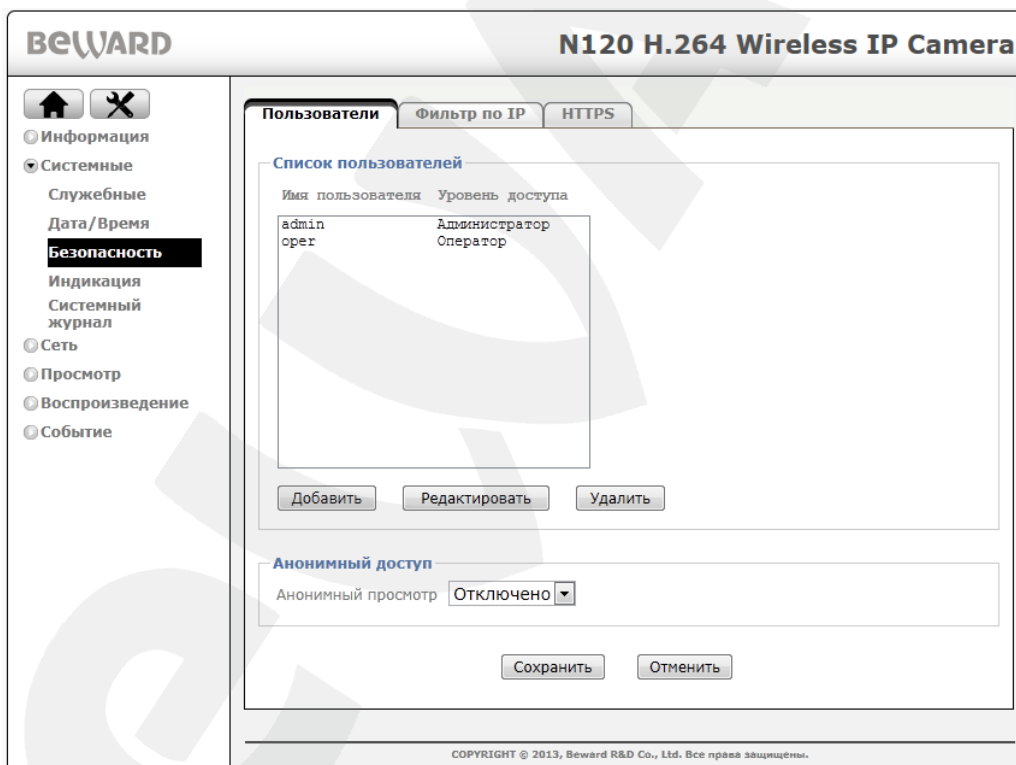 BEWARD
N120 H.264 Wireless IP Camera
Информация
Системные
Служебные
Дата/Время
Безопасность
Индикация
Системный
журнал
Сеть
Просмотр
Воспроизведение
Событие
Пользователи Фильтр по IP HTTPS
Список пользователей
Имя пользователя Уровень доступа
admin Администратор
oper Оператор
Добавить Редактировать Удалить
Анонимный доступ
Анонимный просмотр Отключено
Сохранить Отменить
COPYRIGHT © 2013, Beward R&D Co., Ltd. Все права защищены.